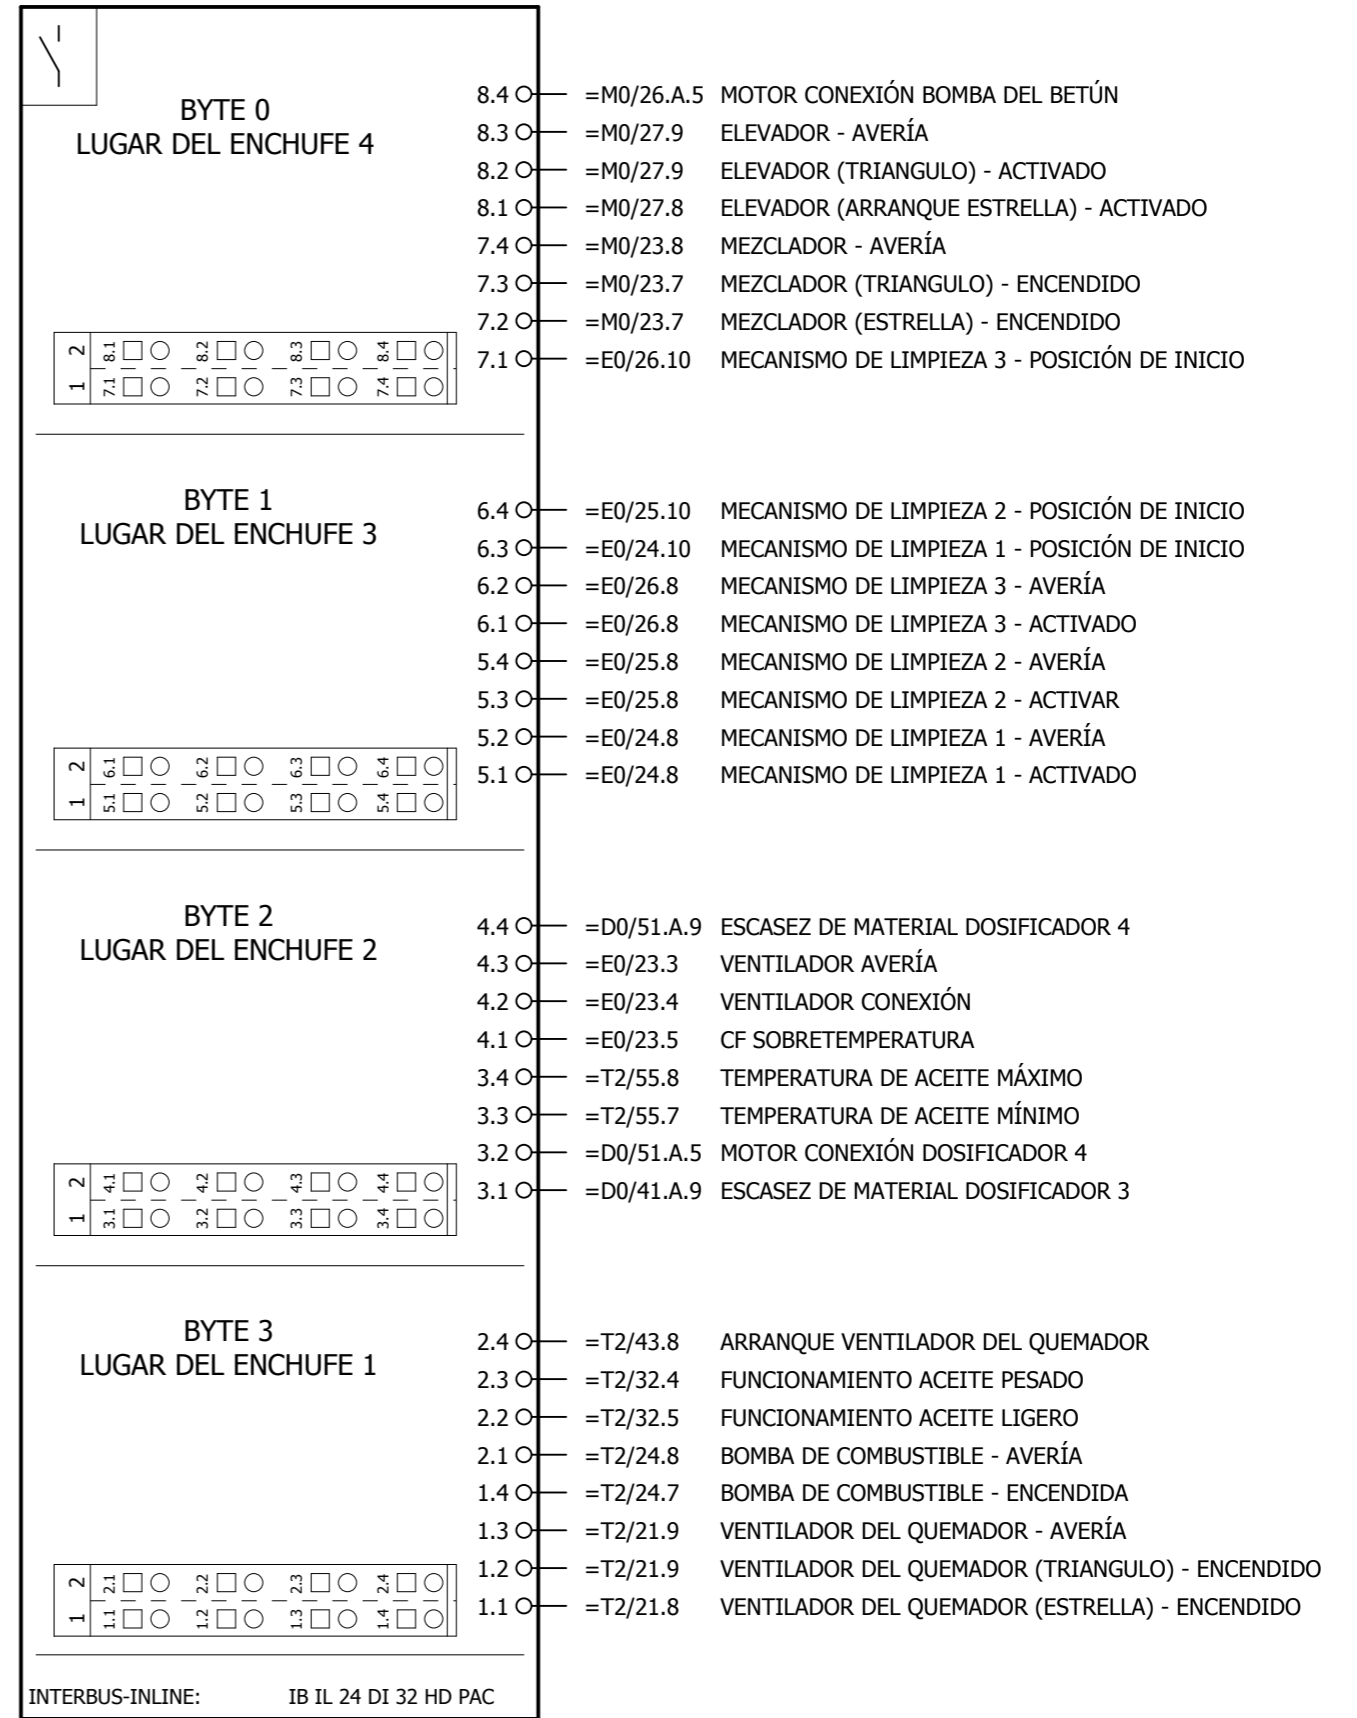 BYTE 0
LUGAR DEL ENCHUFE 4
8.4 =M0/26.A.5 MOTOR CONEXIÓN BOMBA DEL BETÚN
8.3 =M0/27.9 ELEVADOR - AVERÍA
8.2 =M0/27.9 ELEVADOR (TRIANGULO) - ACTIVADO
8.1 =M0/27.8 ELEVADOR (ARRANQUE ESTRELLA) - ACTIVADO
7.4 =M0/23.8 MEZCLADOR - AVERÍA
7.3 =M0/23.7 MEZCLADOR (TRIANGULO) - ENCENDIDO
7.2 =M0/23.7 MEZCLADOR (ESTRELLA) - ENCENDIDO
7.1 =E0/26.10 MECANISMO DE LIMPIEZA 3 - POSICIÓN DE INICIO
2 8.1 8.2 8.3 8.4
1 7.1 7.2 7.3 7.4
BYTE 1
LUGAR DEL ENCHUFE 3
6.4 =E0/25.10 MECANISMO DE LIMPIEZA 2 - POSICIÓN DE INICIO
6.3 =E0/24.10 MECANISMO DE LIMPIEZA 1 - POSICIÓN DE INICIO
6.2 =E0/26.8 MECANISMO DE LIMPIEZA 3 - AVERÍA
6.1 =E0/26.8 MECANISMO DE LIMPIEZA 3 - ACTIVADO
5.4 =E0/25.8 MECANISMO DE LIMPIEZA 2 - AVERÍA
5.3 =E0/25.8 MECANISMO DE LIMPIEZA 2 - ACTIVAR
5.2 =E0/24.8 MECANISMO DE LIMPIEZA 1 - AVERÍA
5.1 =E0/24.8 MECANISMO DE LIMPIEZA 1 - ACTIVADO
2 6.1 6.2 6.3 6.4
1 5.1 5.2 5.3 5.4
BYTE 2
LUGAR DEL ENCHUFE 2
4.4 =D0/51.A.9 ESCASEZ DE MATERIAL DOSIFICADOR 4
4.3 =E0/23.3 VENTILADOR AVERÍA
4.2 =E0/23.4 VENTILADOR CONEXIÓN
4.1 =E0/23.5 CF SOBRETEMPERATURA
3.4 =T2/55.8 TEMPERATURA DE ACEITE MÁXIMO
3.3 =T2/55.7 TEMPERATURA DE ACEITE MÍNIMO
3.2 =D0/51.A.5 MOTOR CONEXIÓN DOSIFICADOR 4
3.1 =D0/41.A.9 ESCASEZ DE MATERIAL DOSIFICADOR 3
2 4.1 4.2 4.3 4.4
1 3.1 3.2 3.3 3.4
BYTE 3
LUGAR DEL ENCHUFE 1
2.4 =T2/43.8 ARRANQUE VENTILADOR DEL QUEMADOR
2.3 =T2/32.4 FUNCIONAMIENTO ACEITE PESADO
2.2 =T2/32.5 FUNCIONAMIENTO ACEITE LIGERO
2.1 =T2/24.8 BOMBA DE COMBUSTIBLE - AVERÍA
1.4 =T2/24.7 BOMBA DE COMBUSTIBLE - ENCENDIDA
1.3 =T2/21.9 VENTILADOR DEL QUEMADOR - AVERÍA
1.2 =T2/21.9 VENTILADOR DEL QUEMADOR (TRIANGULO) - ENCENDIDO
1.1 =T2/21.8 VENTILADOR DEL QUEMADOR (ESTRELLA) - ENCENDIDO
2 2.1 2.2 2.3 2.4
1 1.1 1.2 1.3 1.4
INTERBUS-INLINE: IB IL 24 DI 32 HD PAC